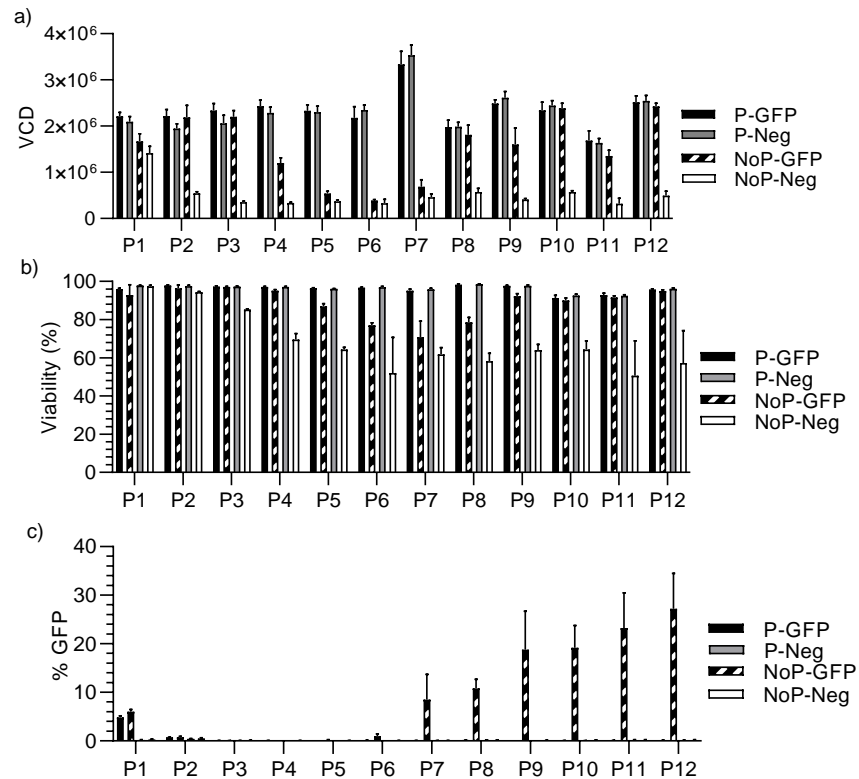 a)
4×10⁶
3×10⁶
2×10⁶
1×10⁶
0
VCD
P1 P2 P3 P4 P5 P6 P7 P8 P9 P10 P11 P12
P-GFP
P-Neg
NoP-GFP
NoP-Neg
b)
100
80
60
40
20
0
Viability (%)
P1 P2 P3 P4 P5 P6 P7 P8 P9 P10 P11 P12
P-GFP
P-Neg
NoP-GFP
NoP-Neg
c)
40
30
20
10
0
% GFP
P1 P2 P3 P4 P5 P6 P7 P8 P9 P10 P11 P12
P-GFP
P-Neg
NoP-GFP
NoP-Neg